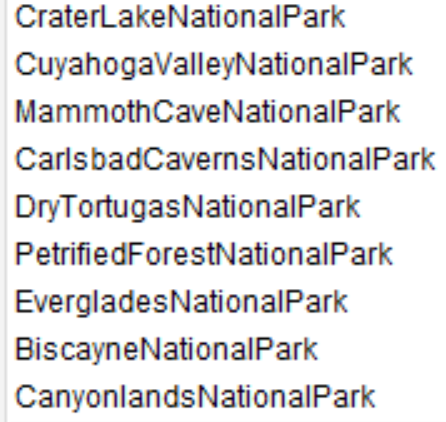 CraterLakeNationalPark
CuyahogaValleyNationalPark
MammothCaveNationalPark
CarlsbadCavernsNationalPark
DryTortugasNationalPark
PetrifiedForestNationalPark
EvergladesNationalPark
BiscayneNationalPark
CanyonlandsNationalPark